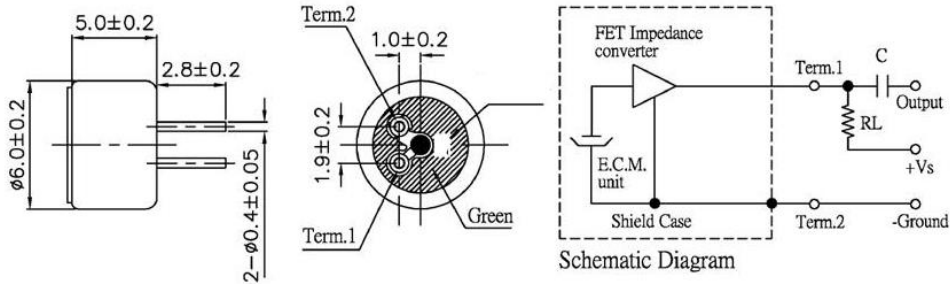 5.0±0.2
2.8±0.2
ø6.0±0.2
2-ø0.4±0.05
Term.2
1.0±0.2
1.9±0.2
Term.1
Green
FET Impedance
converter
E.C.M.
unit
Shield Case
Term.1
C
Output
RL
+Vs
Term.2
-Ground
Schematic Diagram